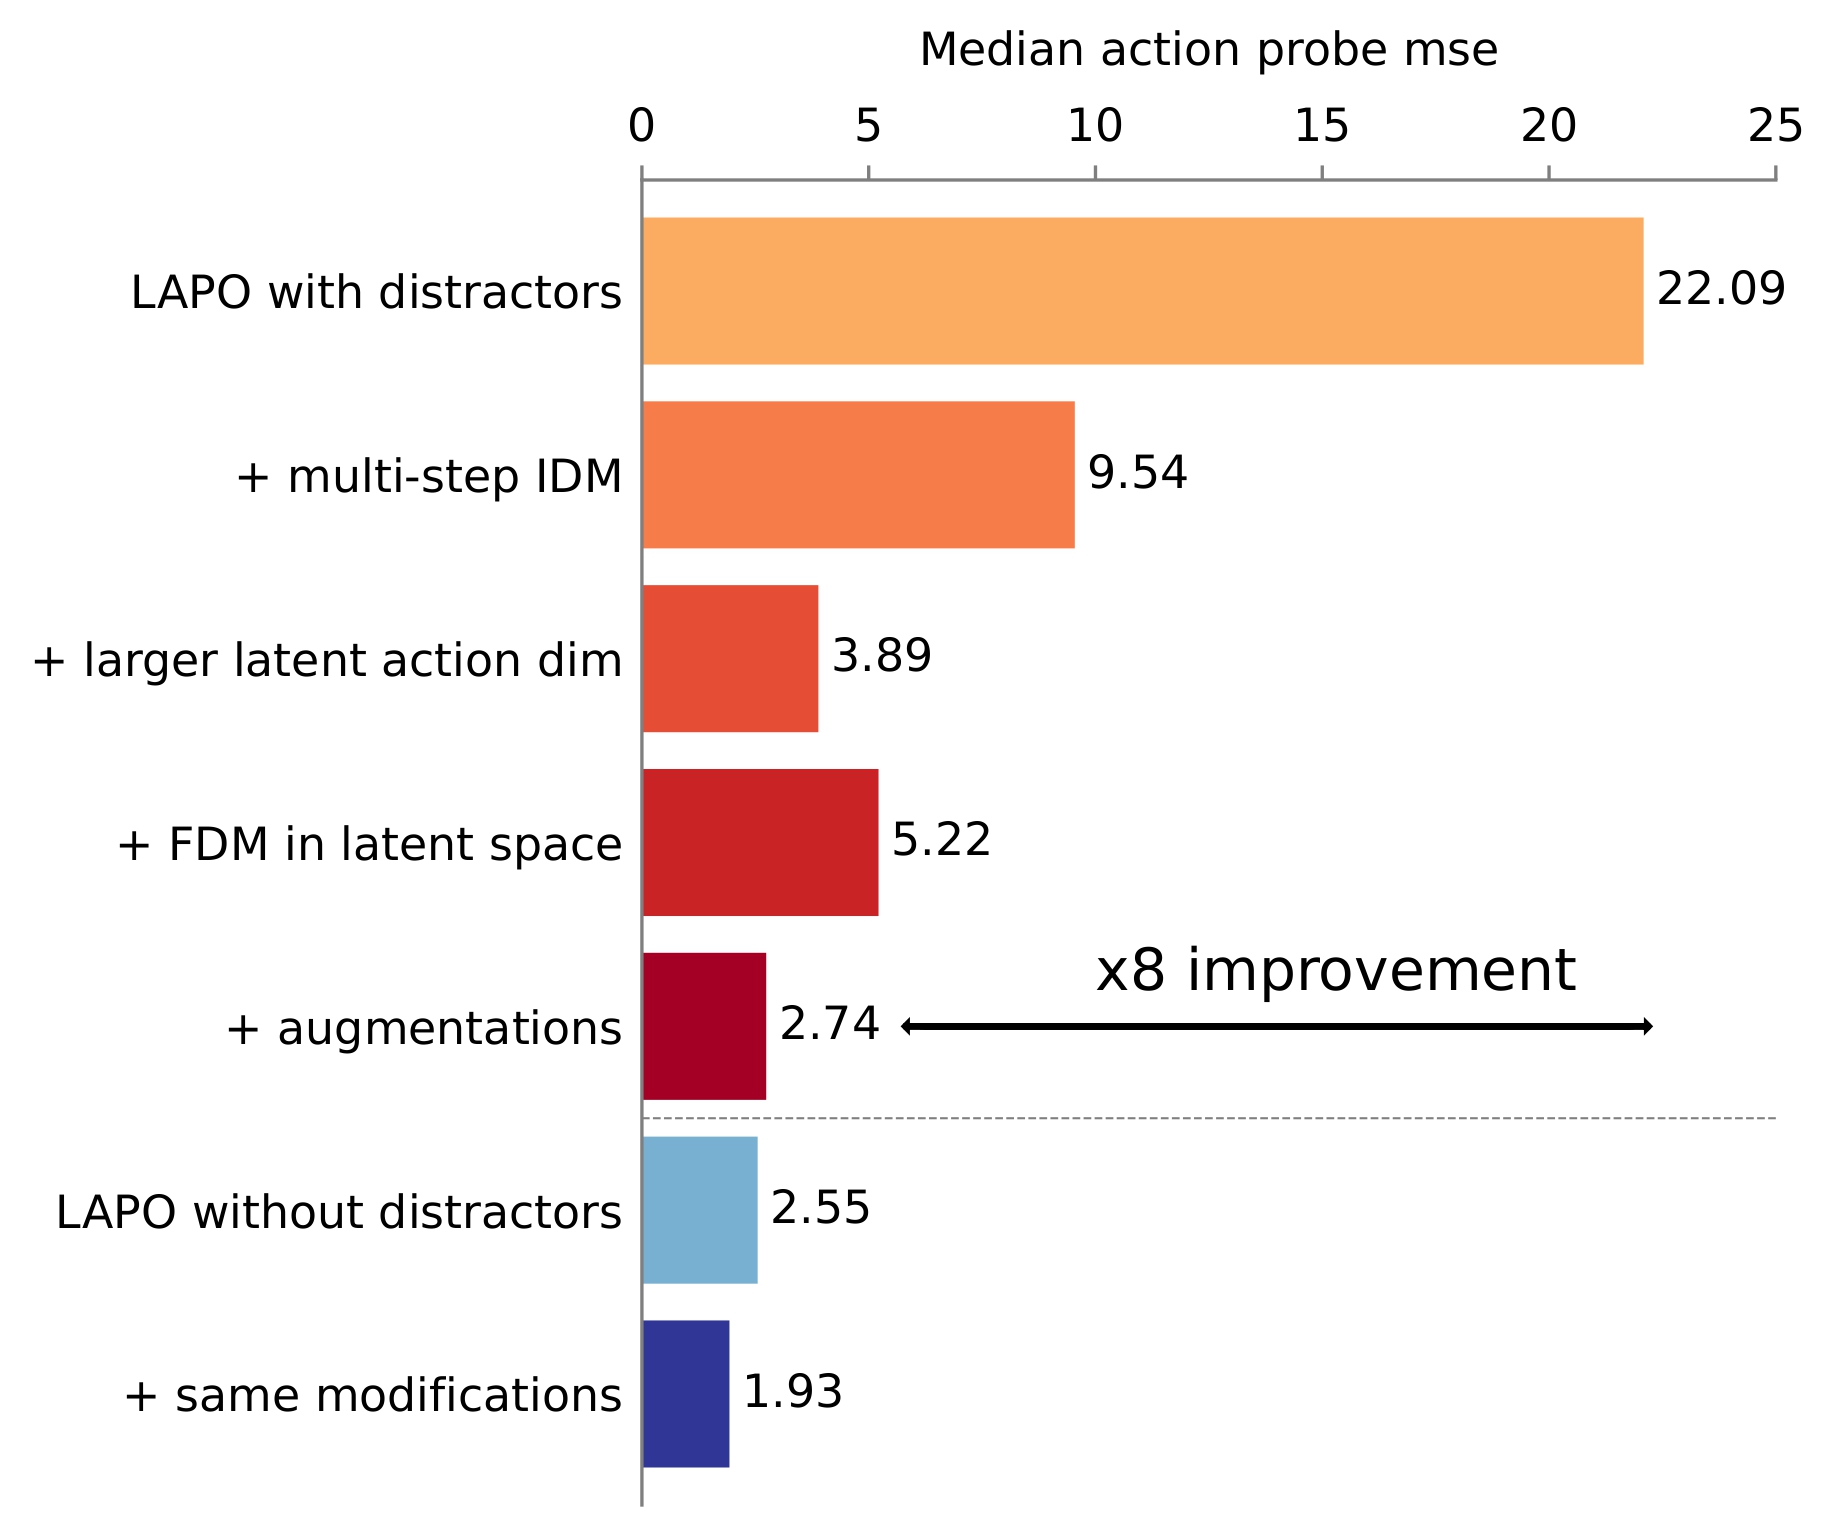 Median action probe mse
0 5 10 15 20 25
LAPO with distractors 22.09
+ multi-step IDM 9.54
+ larger latent action dim 3.89
+ FDM in latent space 5.22
x8 improvement
+ augmentations 2.74
LAPO without distractors 2.55
+ same modifications 1.93